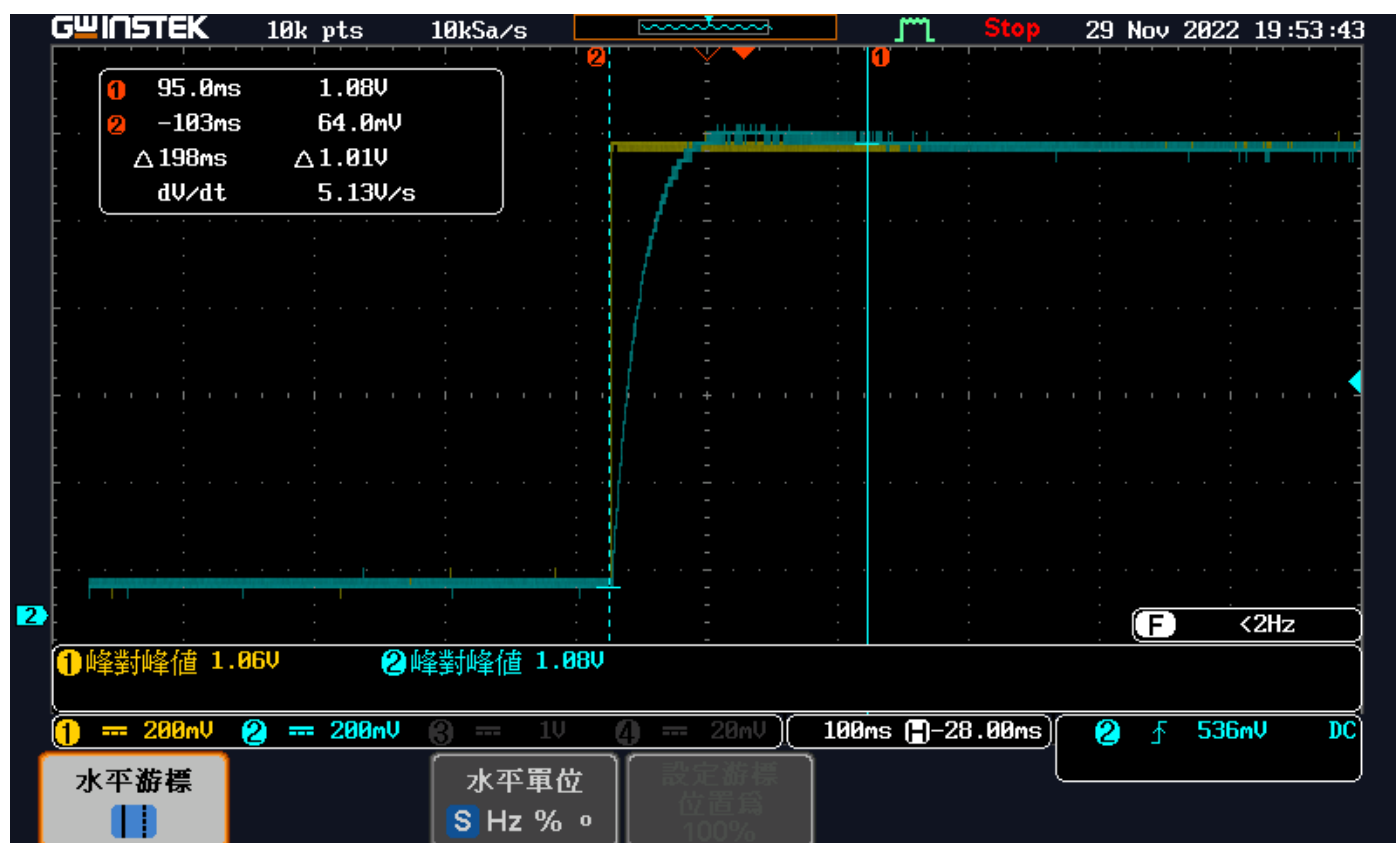 GWINSTEK 10k pts 10kSa/s Stop 29 Nov 2022 19:53:43
2 1
1 95.0ms 1.08V
2 -103ms 64.0mV
△198ms △1.01V
dV/dt 5.13V/s
2
F <2Hz
1 峰對峰值 1.06V 2 峰對峰值 1.08V
1 200mV 2 200mV 3 1V 4 20mV 100ms H -28.00ms 2 536mV DC
水平游標 水平單位 設定游標
位置為
S Hz % °
100%